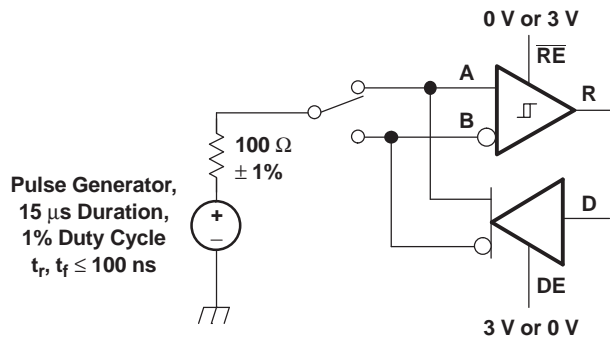 0 V or 3 V
RE
A
R
B
100 Ω
± 1%
Pulse Generator,
15 μs Duration,
1% Duty Cycle
tr, tf ≤ 100 ns
+
–
D
DE
3 V or 0 V